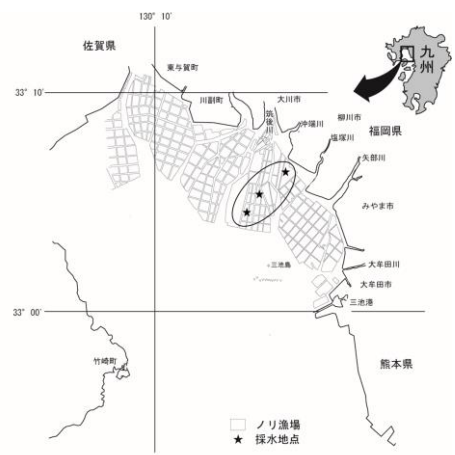 130° 10′
佐賀県
九州
東与賀町
33° 10′
川副町
大川市
筑後川
沖端川
柳川市
塩塚川
福岡県
矢部川
みやま市
三池島
大牟田川
大牟田市
33° 00′
三池港
竹崎町
熊本県
ノリ漁場
★ 採水地点